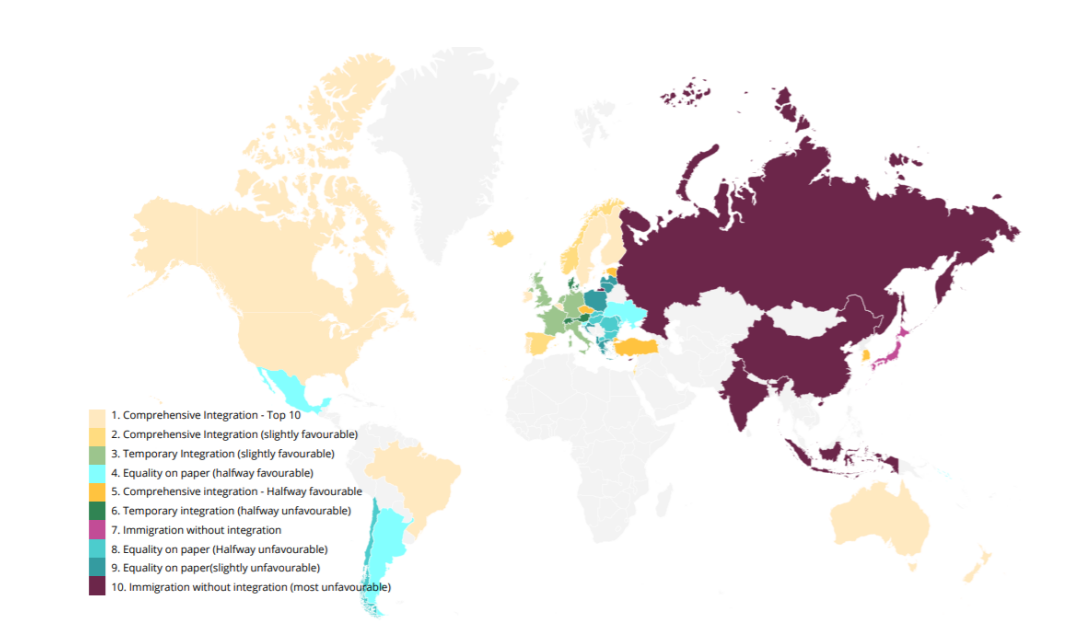 1. Comprehensive Integration - Top 10
2. Comprehensive Integration (slightly favourable)
3. Temporary Integration (slightly favourable)
4. Equality on paper (halfway favourable)
5. Comprehensive integration - Halfway favourable
6. Temporary integration (halfway unfavourable)
7. Immigration without integration
8. Equality on paper (Halfway unfavourable)
9. Equality on paper(slightly unfavourable)
10. Immigration without integration (most unfavourable)